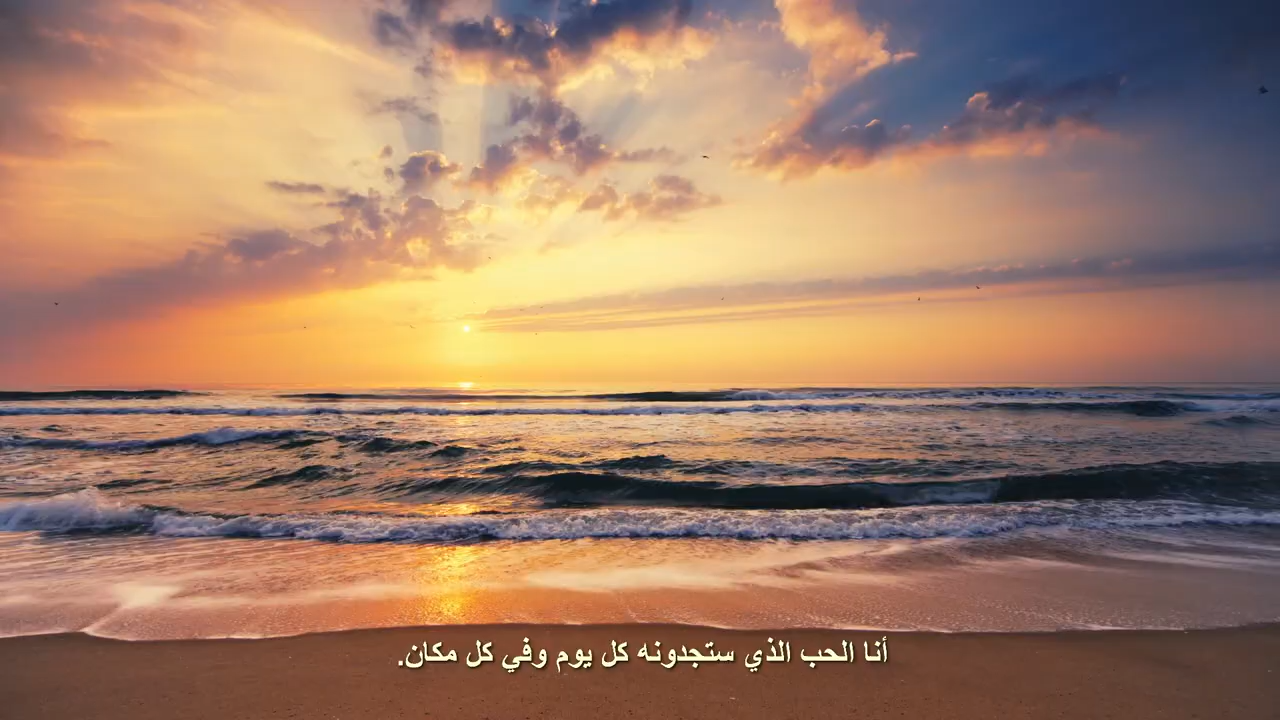 أنا الحب الذي ستجدونه كل يوم وفي كل مكان.